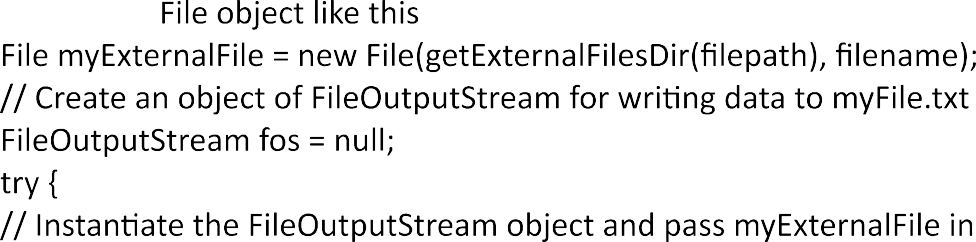 File object like this
File myExternalFile = new File(getExternalFilesDir(filepath), filename);
// Create an object of FileOutputStream for writing data to myFile.txt
FileOutputStream fos = null;
try {
// Instantiate the FileOutputStream object and pass myExternalFile in